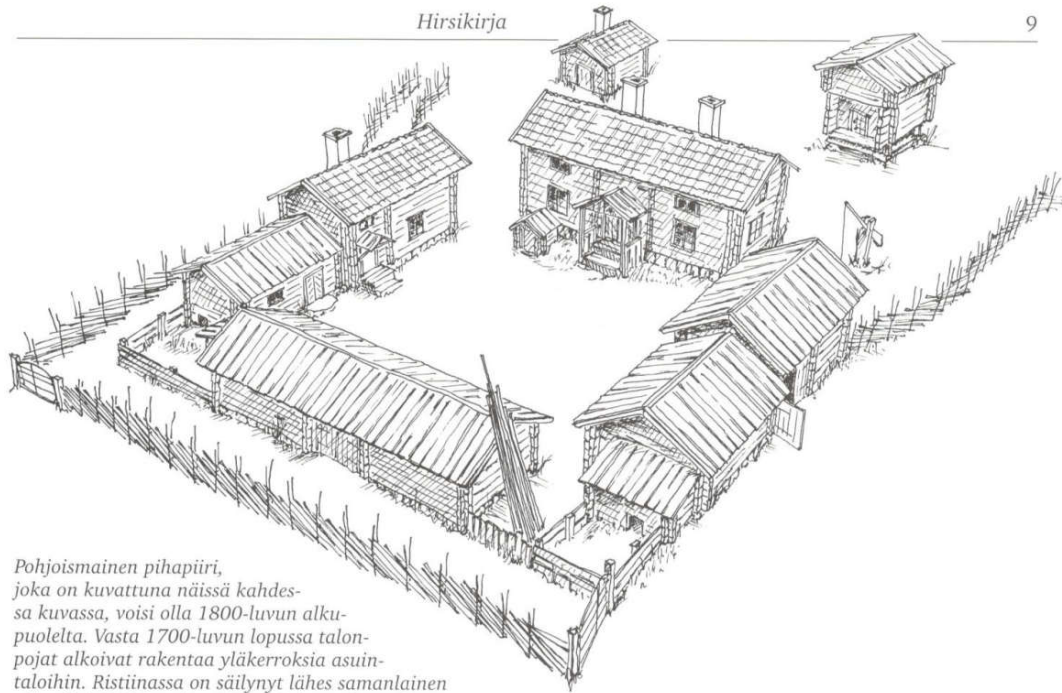 Hirsikirja 9
Pohjoismainen pihapiiri,
joka on kuvattuna näissä kahdes-
sa kuvassa, voisi olla 1800-luvun alku-
puolelta. Vasta 1700-luvun lopussa talon-
pojat alkoivat rakentaa yläkerroksia asuin-
taloihin. Ristiinassa on säilynyt lähes samanlainen